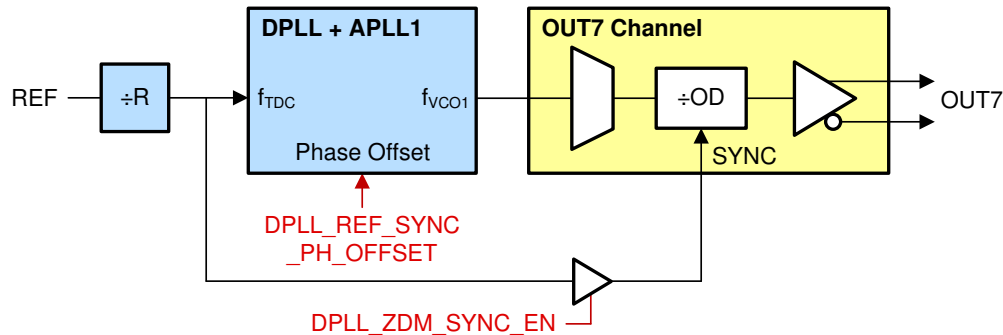 DPLL + APLL1
OUT7 Channel
REF
÷R
fTDC
fVCO1
÷OD
OUT7
Phase Offset
SYNC
DPLL_REF_SYNC
_PH_OFFSET
DPLL_ZDM_SYNC_EN